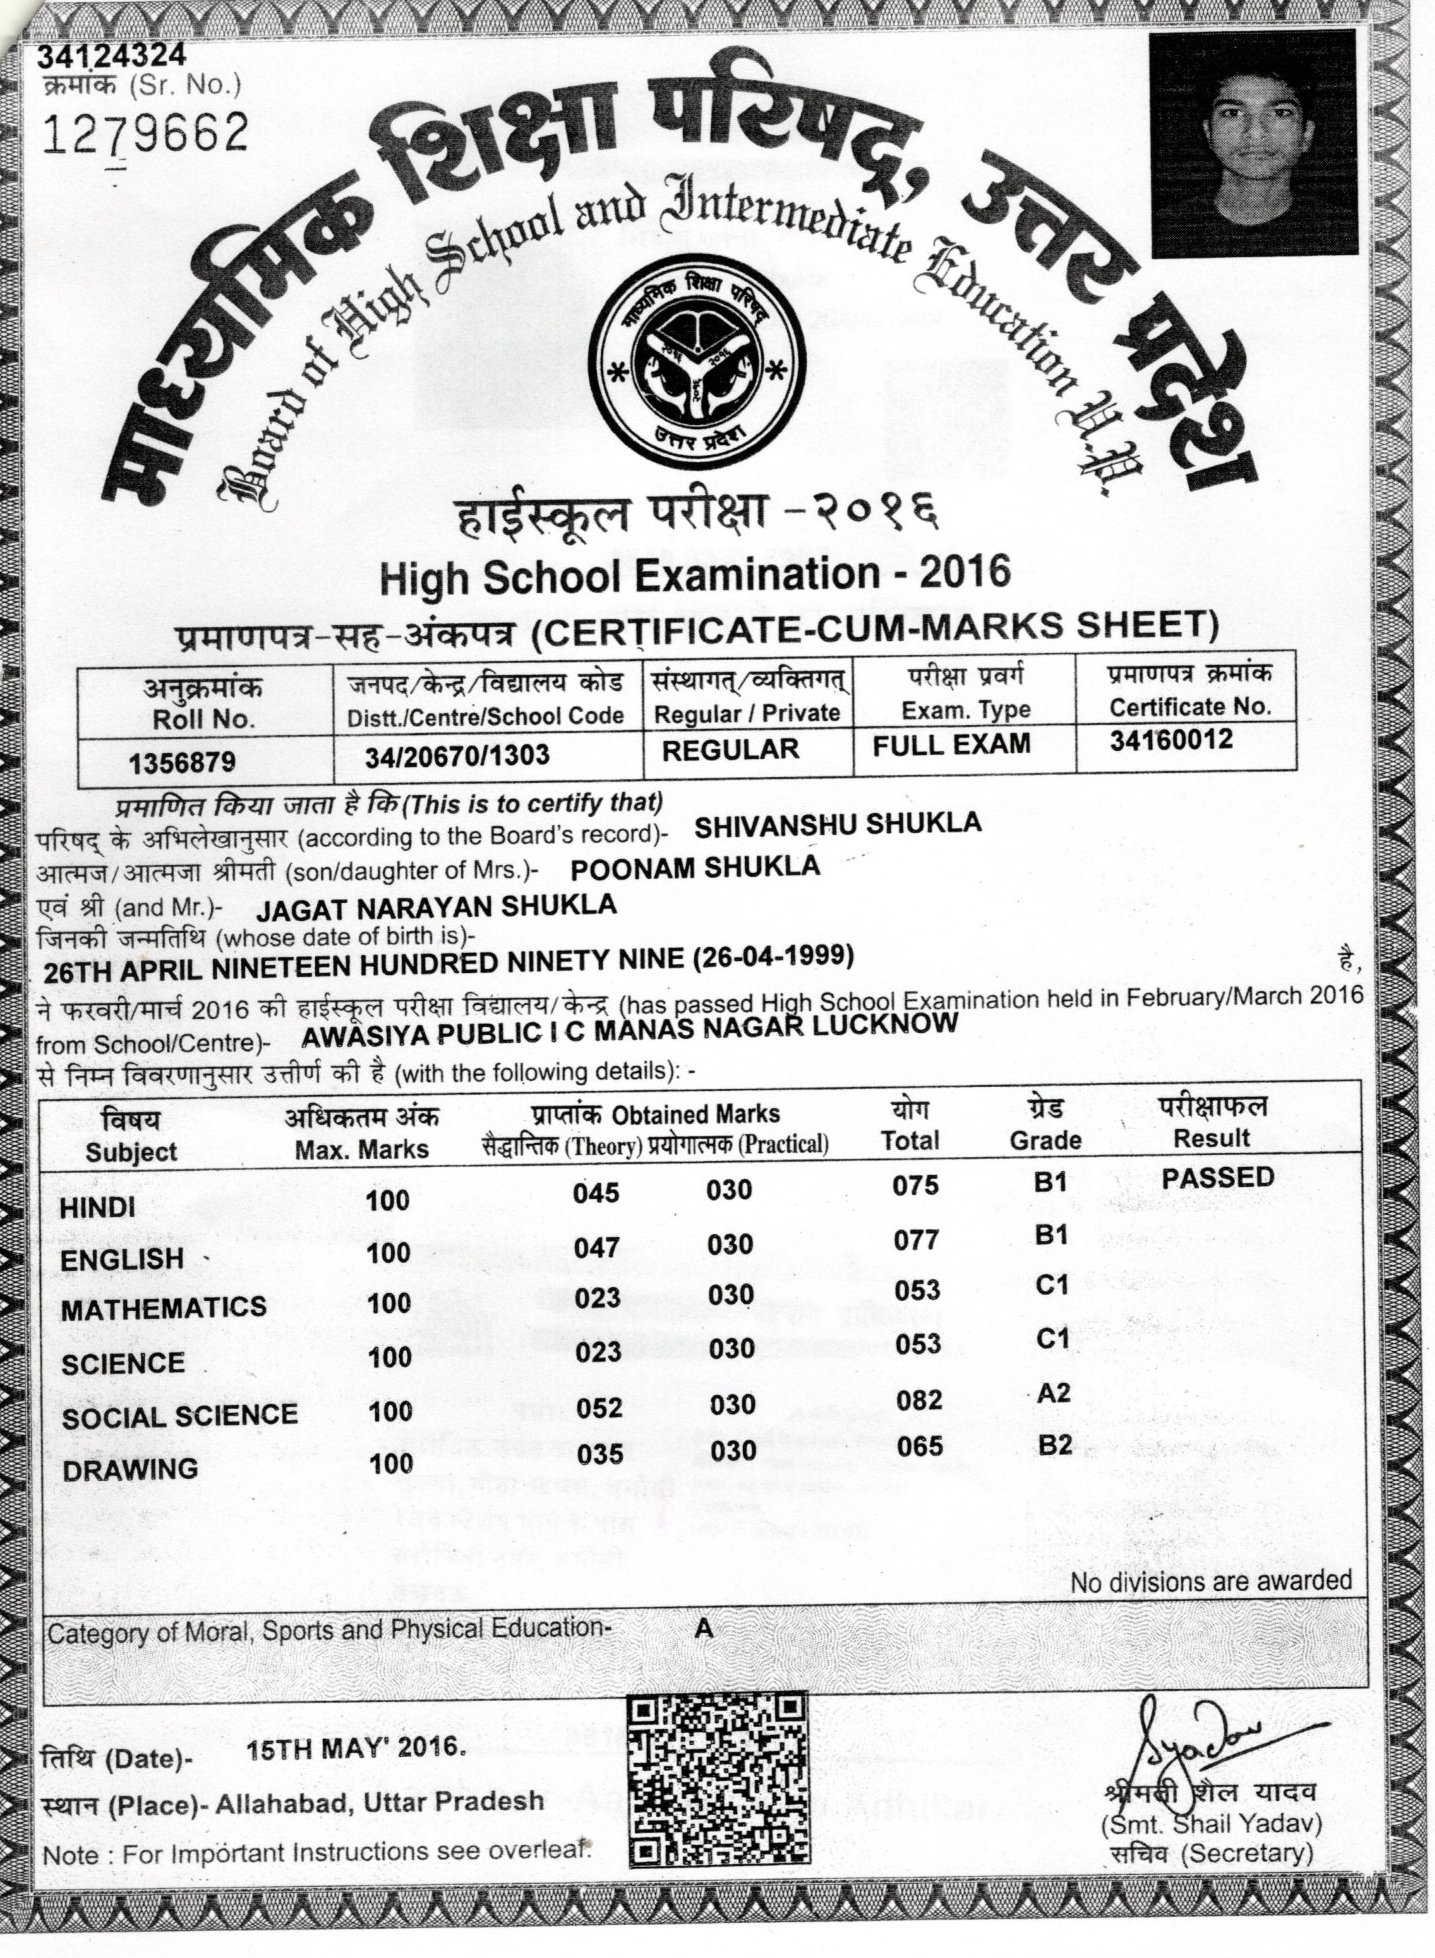 34124324
क्रमांक (Sr. No.)
1279662
माध्यमिक शिक्षा परिषद्, उत्तर प्रदेश
Board of High School and Intermediate Education U.P.
माध्यमिक शिक्षा परिषद्
२०१६ २०१६
२०१६
उत्तर प्रदेश
हाईस्कूल परीक्षा -२०१६
High School Examination - 2016
प्रमाणपत्र-सह-अंकपत्र (CERTIFICATE-CUM-MARKS SHEET)
अनुक्रमांक जनपद/केन्द्र/विद्यालय कोड संस्थागत्/व्यक्तिगत् परीक्षा प्रवर्ग प्रमाणपत्र क्रमांक
Roll No. Distt./Centre/School Code Regular / Private Exam. Type Certificate No.
1356879 34/20670/1303 REGULAR FULL EXAM 34160012
प्रमाणित किया जाता है कि (This is to certify that)
परिषद् के अभिलेखानुसार (according to the Board's record)- SHIVANSHU SHUKLA
आत्मज/आत्मजा श्रीमती (son/daughter of Mrs.)- POONAM SHUKLA
एवं श्री (and Mr.)- JAGAT NARAYAN SHUKLA
जिनकी जन्मतिथि (whose date of birth is)-
26TH APRIL NINETEEN HUNDRED NINETY NINE (26-04-1999) है,
ने फरवरी/मार्च 2016 की हाईस्कूल परीक्षा विद्यालय/केन्द्र (has passed High School Examination held in February/March 2016
from School/Centre)- AWASIYA PUBLIC I C MANAS NAGAR LUCKNOW
से निम्न विवरणानुसार उत्तीर्ण की है (with the following details): -
विषय अधिकतम अंक प्राप्तांक Obtained Marks योग ग्रेड परीक्षाफल
Subject Max. Marks सैद्धान्तिक (Theory) प्रयोगात्मक (Practical) Total Grade Result
HINDI 100 045 030 075 B1 PASSED
ENGLISH 100 047 030 077 B1
MATHEMATICS 100 023 030 053 C1
SCIENCE 100 023 030 053 C1
SOCIAL SCIENCE 100 052 030 082 A2
DRAWING 100 035 030 065 B2
No divisions are awarded
Category of Moral, Sports and Physical Education- A
तिथि (Date)- 15TH MAY' 2016.
स्थान (Place)- Allahabad, Uttar Pradesh
Note : For Important Instructions see overleaf.
Syadav
श्रीमती शैल यादव
(Smt. Shail Yadav)
सचिव (Secretary)